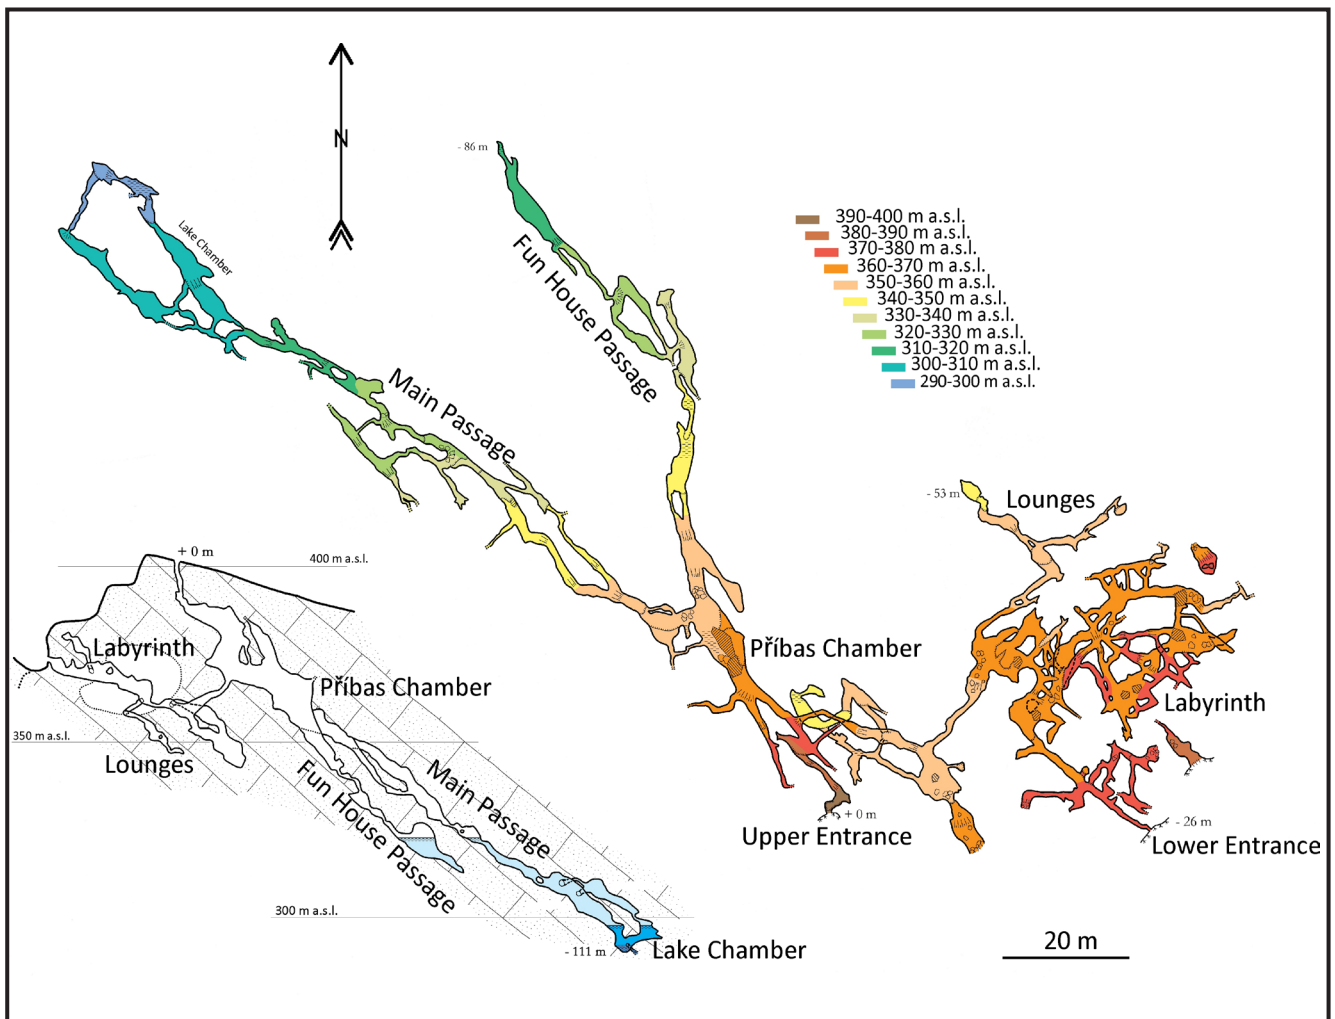 N
- 86 m
Lake Chamber
Fun House Passage
390-400 m a.s.l.
380-390 m a.s.l.
370-380 m a.s.l.
360-370 m a.s.l.
350-360 m a.s.l.
340-350 m a.s.l.
330-340 m a.s.l.
320-330 m a.s.l.
310-320 m a.s.l.
300-310 m a.s.l.
290-300 m a.s.l.
Main Passage
- 53 m
Lounges
+ 0 m
400 m a.s.l.
Labyrinth
Příbas Chamber
Příbas Chamber
Labyrinth
350 m a.s.l.
Lounges
Main Passage
Fun House Passage
+ 0 m
Upper Entrance
- 26 m
Lower Entrance
300 m a.s.l.
- 111 m
Lake Chamber
20 m